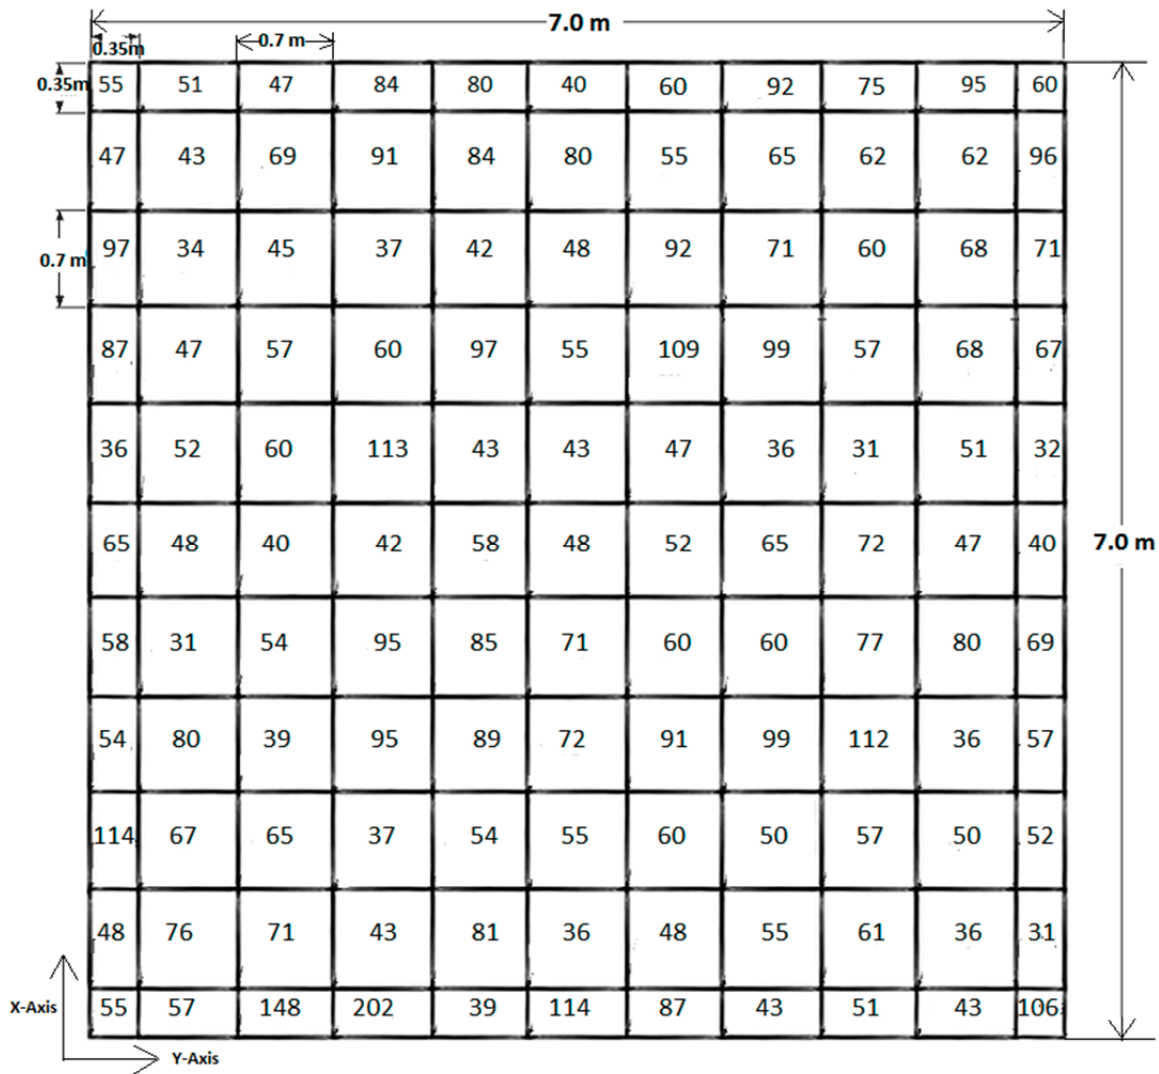 7.0 m
0.35m 0.7 m
0.35m 55 51 47 84 80 40 60 92 75 95 60
47 43 69 91 84 80 55 65 62 62 96
0.7 m 97 34 45 37 42 48 92 71 60 68 71
87 47 57 60 97 55 109 99 57 68 67
36 52 60 113 43 43 47 36 31 51 32
65 48 40 42 58 48 52 65 72 47 40 7.0 m
58 31 54 95 85 71 60 60 77 80 69
54 80 39 95 89 72 91 99 112 36 57
114 67 65 37 54 55 60 50 57 50 52
48 76 71 43 81 36 48 55 61 36 31
X-Axis 55 57 148 202 39 114 87 43 51 43 106
Y-Axis